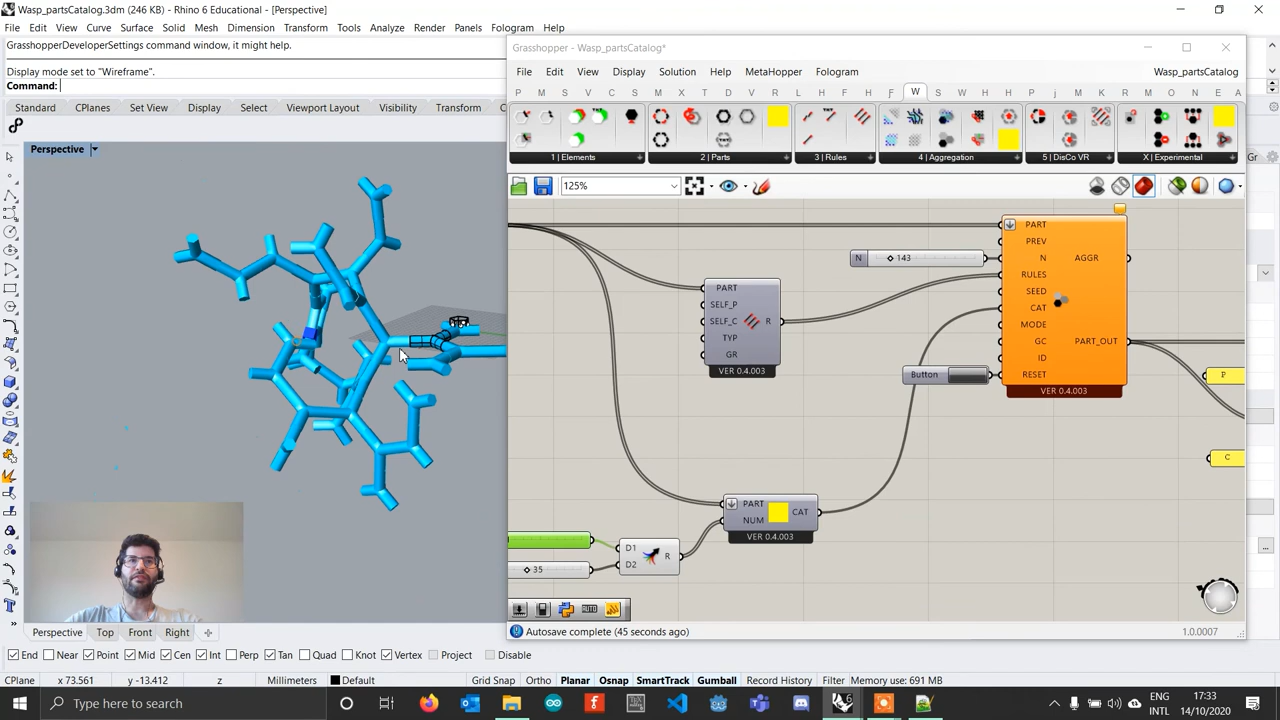 Wasp_partsCatalog.3dm (246 KB) - Rhino 6 Educational - [Perspective]
File Edit View Curve Surface Solid Mesh Dimension Transform Tools Analyze Render Panels Fologram
GrasshopperDeveloperSettings command window, it might help.
Display mode set to "Wireframe".
Command:
Standard CPlanes Set View Display Select Viewport Layout Visibility Transform
Perspective
Grasshopper - Wasp_partsCatalog*
File Edit View Display Solution Help MetaHopper Fologram Wasp_partsCatalog
P M S V C S I M S X T D V R L H L A F W S W H H P j M K R L B T N E A
1 | Elements 2 | Parts 3 | Rules 4 | Aggregation 5 | DisCo VR X | Experimental
125%
PART
SELF_P
SELF_C
TYP
GR
R
VER 0.4.003
N 143
Button
PART
PREV
N
RULES
SEED
CAT
MODE
GC
ID
RESET
AGGR
PART_OUT
VER 0.4.003
P
C
PART
NUM
CAT
VER 0.4.003
35
D1
D2
R
Autosave complete (45 seconds ago)
1.0.0007
Perspective Top Front Right
End Near Point Mid Cen Int Perp Tan Quad Knot Vertex Project Disable
CPlane x 73.561 y -13.412 z Millimeters Default Grid Snap Ortho Planar Osnap SmartTrack Gumball Record History Filter Memory use: 691 MB
Type here to search
ENG
INTL
17:33
14/10/2020